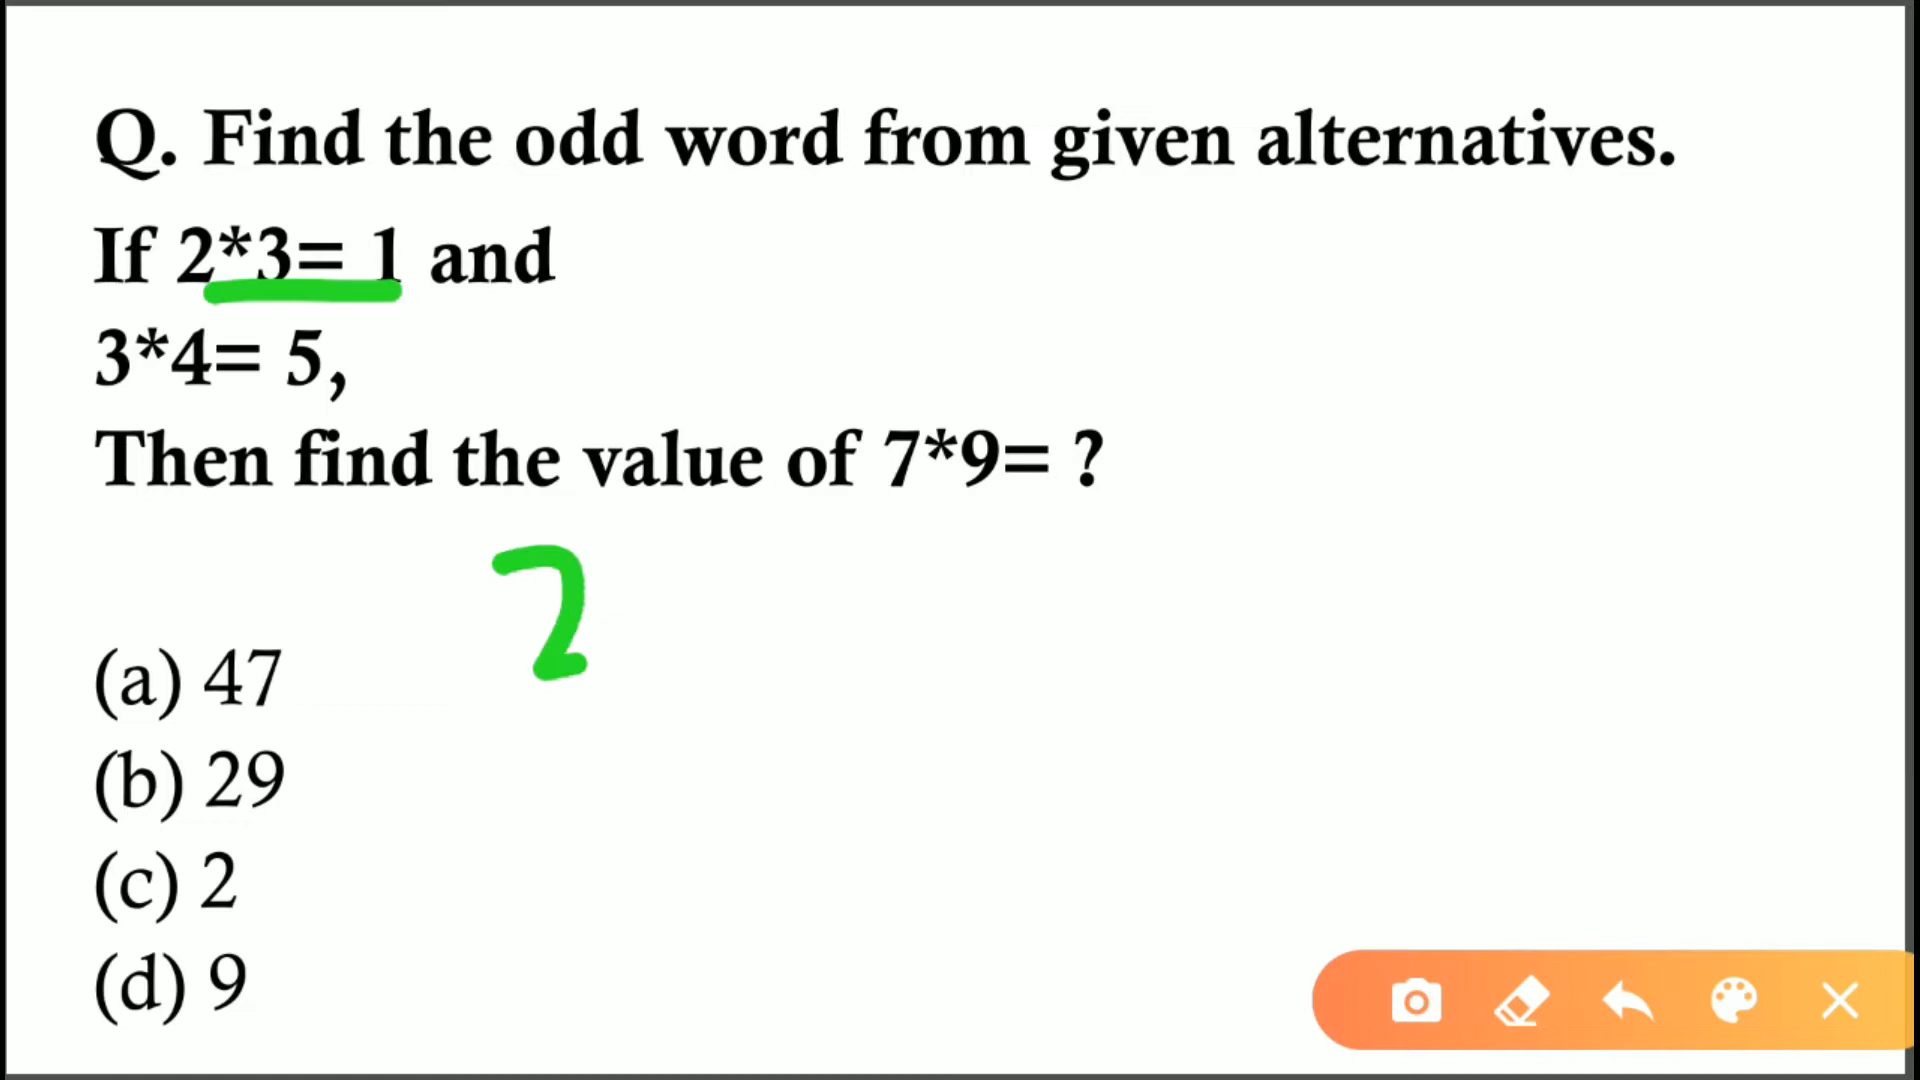 Q. Find the odd word from given alternatives.
If 2*3= 1 and
3*4= 5,
Then find the value of 7*9= ?
2
(a) 47
(b) 29
(c) 2
(d) 9